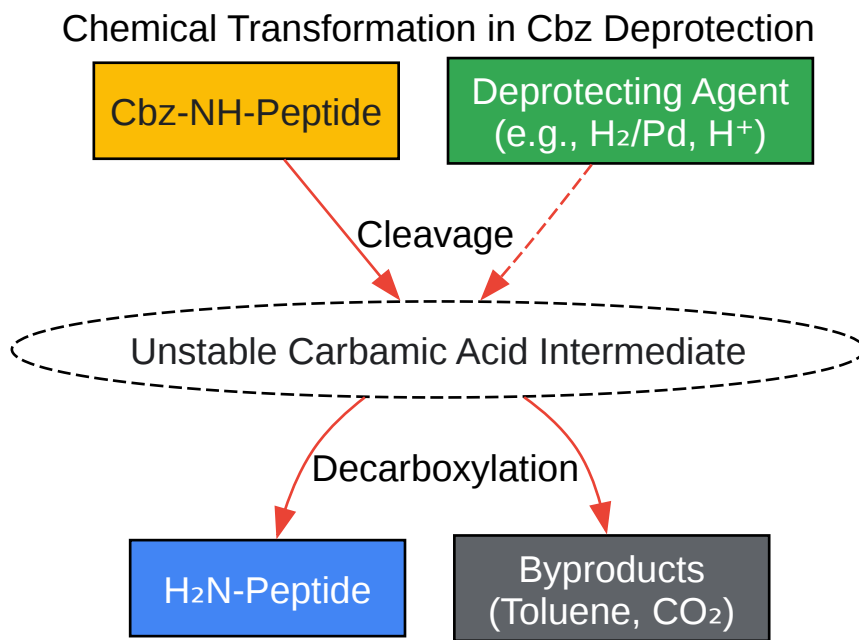 Chemical Transformation in Cbz Deprotection
Cbz-NH-Peptide
Deprotecting Agent
(e.g., H₂/Pd, H⁺)
Cleavage
Unstable Carbamic Acid Intermediate
Decarboxylation
H₂N-Peptide
Byproducts
(Toluene, CO₂)